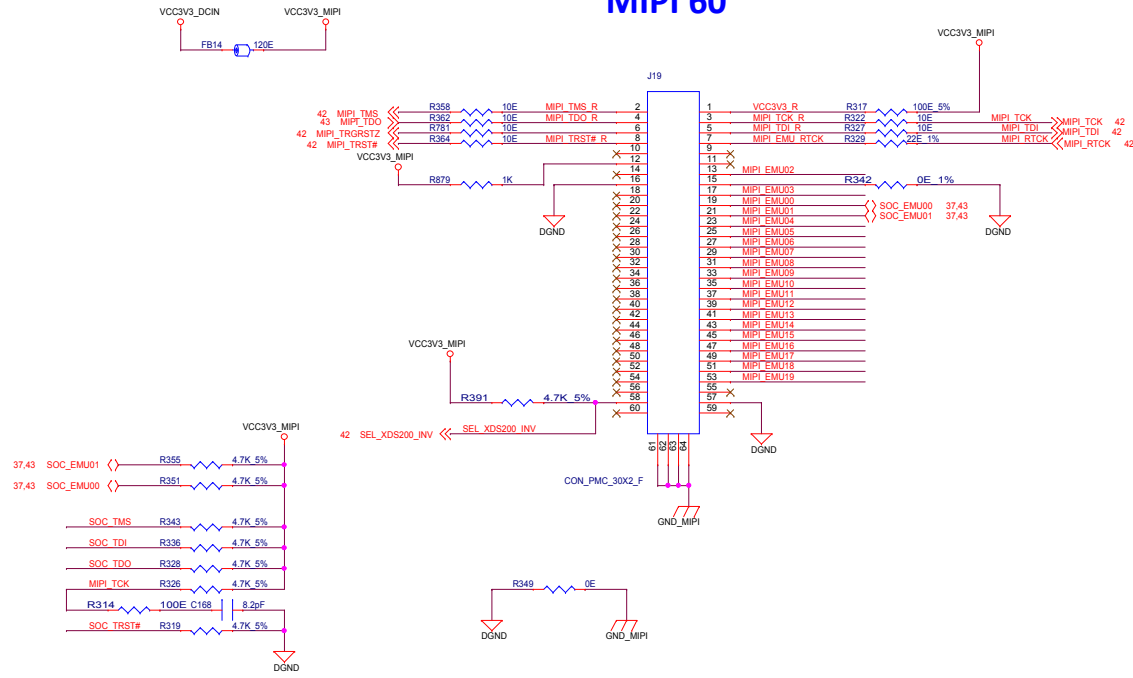 MIPI 60
VCC3V3_DCIN VCC3V3_MIPI
FB14 120E
VCC3V3_MIPI
J19
42 MIPI_TMS R358 10E MIPI_TMS_R 2 1 VCC3V3_R R317 100E_5%
43 MIPI_TDO R362 10E MIPI_TDO_R 4 3 MIPI_TCK_R R322 10E MIPI_TCK MIPI_TCK 42
42 MIPI_TRGRSTZ R781 10E 6 5 MIPI_TDI_R R327 10E MIPI_TDI MIPI_TDI 42
42 MIPI_TRST# R364 10E MIPI_TRST#_R 8 7 MIPI_EMU_RTCK R329 22E_1% MIPI_RTCK MIPI_RTCK 42
10 9
VCC3V3_MIPI 12 11
14 13 MIPI_EMU02
R879 1K 16 15 R342 0E_1%
18 17 MIPI_EMU03
20 19 MIPI_EMU00 SOC_EMU00 37,43
22 21 MIPI_EMU01 SOC_EMU01 37,43
24 23 MIPI_EMU04
DGND 26 25 MIPI_EMU05 DGND
28 27 MIPI_EMU06
30 29 MIPI_EMU07
32 31 MIPI_EMU08
34 33 MIPI_EMU09
36 35 MIPI_EMU10
38 37 MIPI_EMU11
40 39 MIPI_EMU12
42 41 MIPI_EMU13
44 43 MIPI_EMU14
46 45 MIPI_EMU15
VCC3V3_MIPI 48 47 MIPI_EMU16
50 49 MIPI_EMU17
52 51 MIPI_EMU18
54 53 MIPI_EMU19
56 55
R391 4.7K_5% 58 57
60 59
42 SEL_XDS200_INV SEL_XDS200_INV
61 62 63 64
DGND
CON_PMC_30X2_F
GND_MIPI
VCC3V3_MIPI
37,43 SOC_EMU01 R355 4.7K_5%
37,43 SOC_EMU00 R351 4.7K_5%
SOC_TMS R343 4.7K_5%
SOC_TDI R336 4.7K_5%
SOC_TDO R328 4.7K_5%
MIPI_TCK R326 4.7K_5%
R314 100E C168 8.2pF
SOC_TRST# R319 4.7K_5%
DGND
R349 0E
DGND GND_MIPI